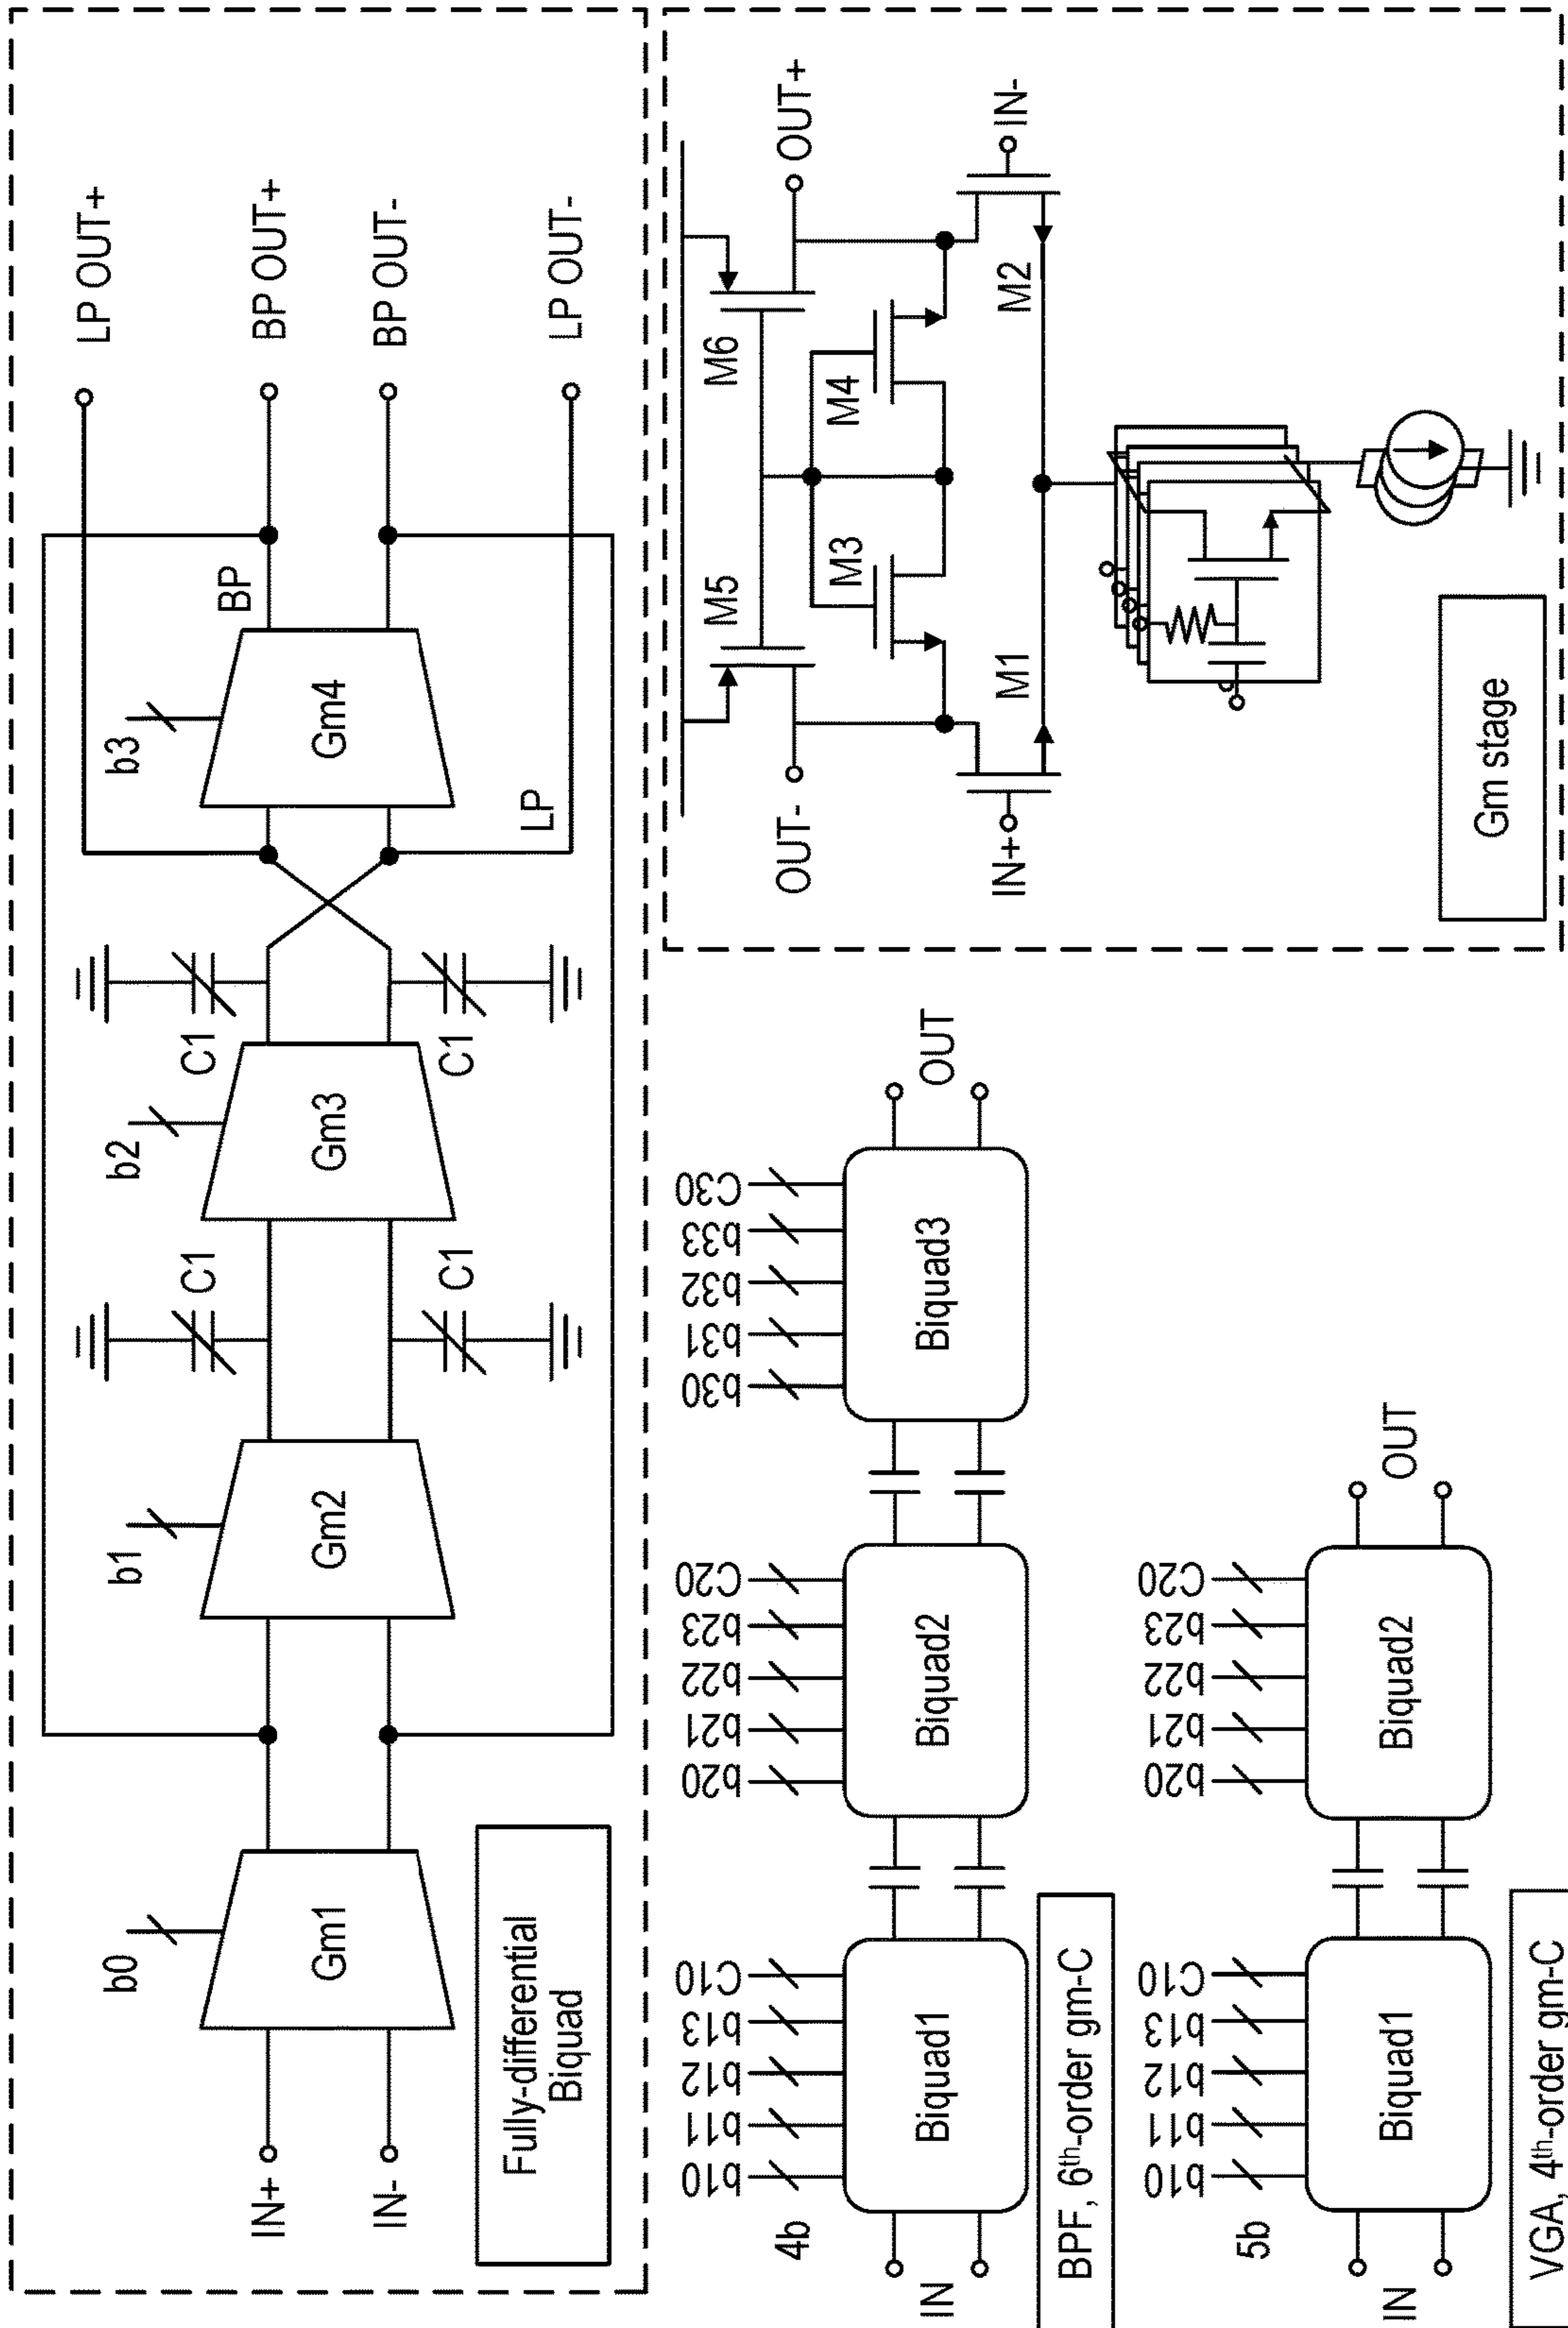 b0
b1
b2
b3
IN+
IN-
Gm1
Gm2
Gm3
Gm4
C1
C1
C1
C1
BP
LP
LP OUT+
BP OUT+
BP OUT-
LP OUT-
Fully-differential
Biquad
4b
b10
b11
b12
b13
C10
b20
b21
b22
b23
C20
b30
b31
b32
b33
C30
IN
Biquad1
Biquad2
Biquad3
OUT
BPF, 6th-order gm-C
5b
b10
b11
b12
b13
C10
b20
b21
b22
b23
C20
IN
Biquad1
Biquad2
OUT
VGA, 4th-order gm-C
M5
M6
OUT-
OUT+
M3
M4
IN+
M1
M2
IN-
Gm stage